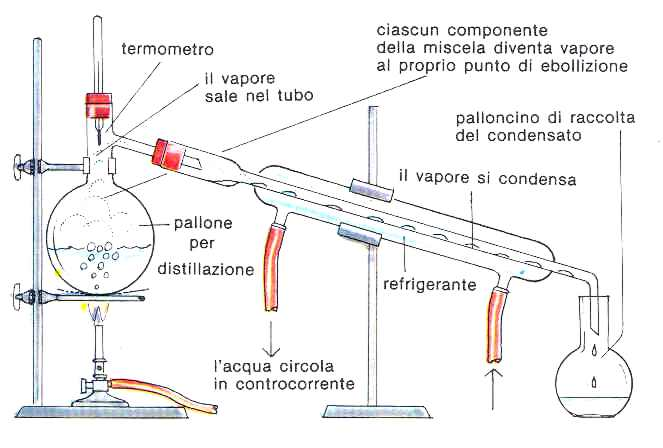 termometro
il vapore
sale nel tubo
ciascun componente
della miscela diventa vapore
al proprio punto di ebollizione
palloncino di raccolta
del condensato
il vapore si condensa
pallone
per
distillazione
refrigerante
l'acqua circola
in controcorrente